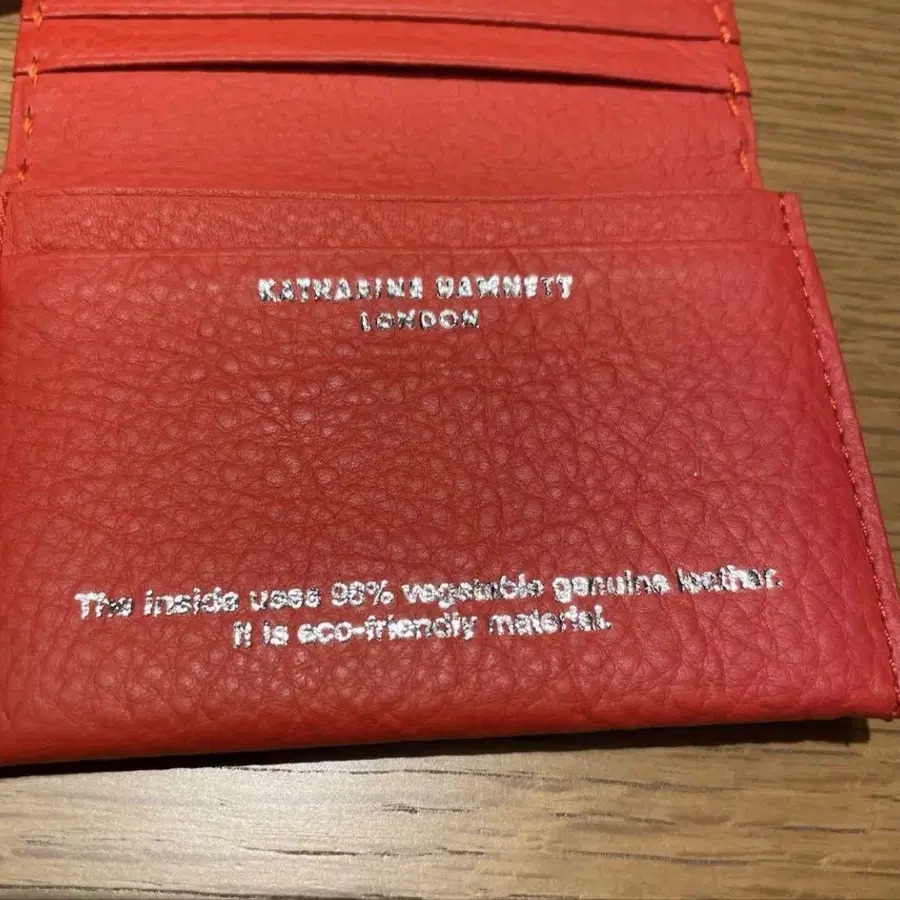 KATHARINE HAMNETT
LONDON
The inside uses 98% vegetable genuine leather.
It is eco-friendly material.